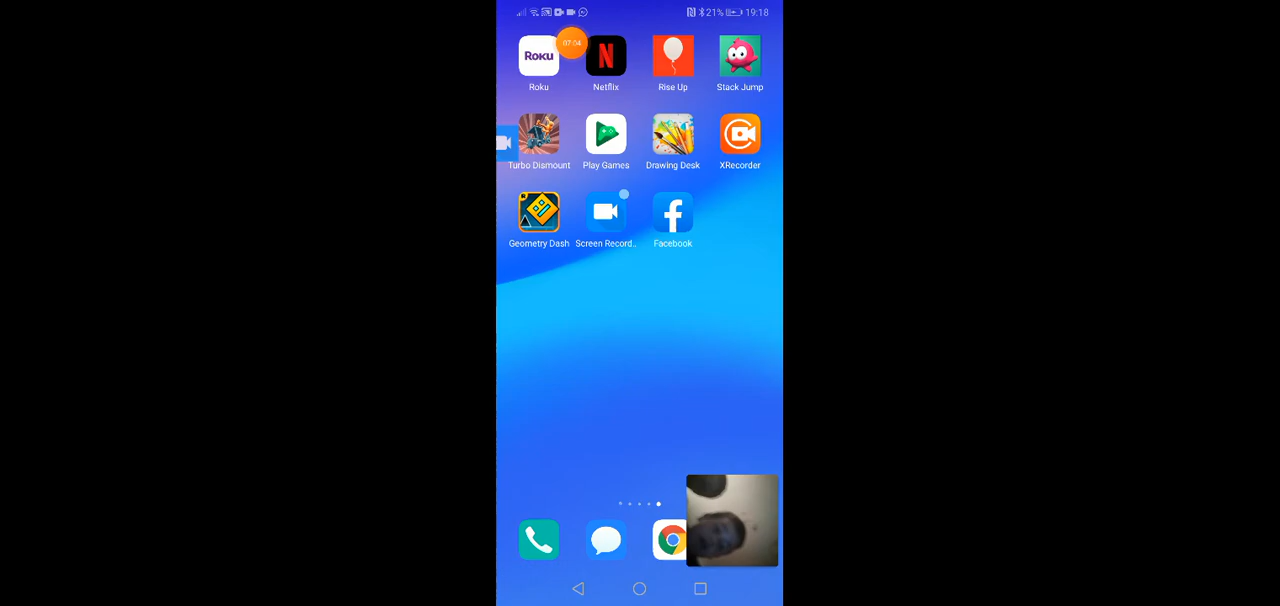 21% 19:18
07:04
ROKU
N
Roku Netflix Rise Up Stack Jump
Turbo Dismount Play Games Drawing Desk XRecorder
Geometry Dash Screen Record.. Facebook